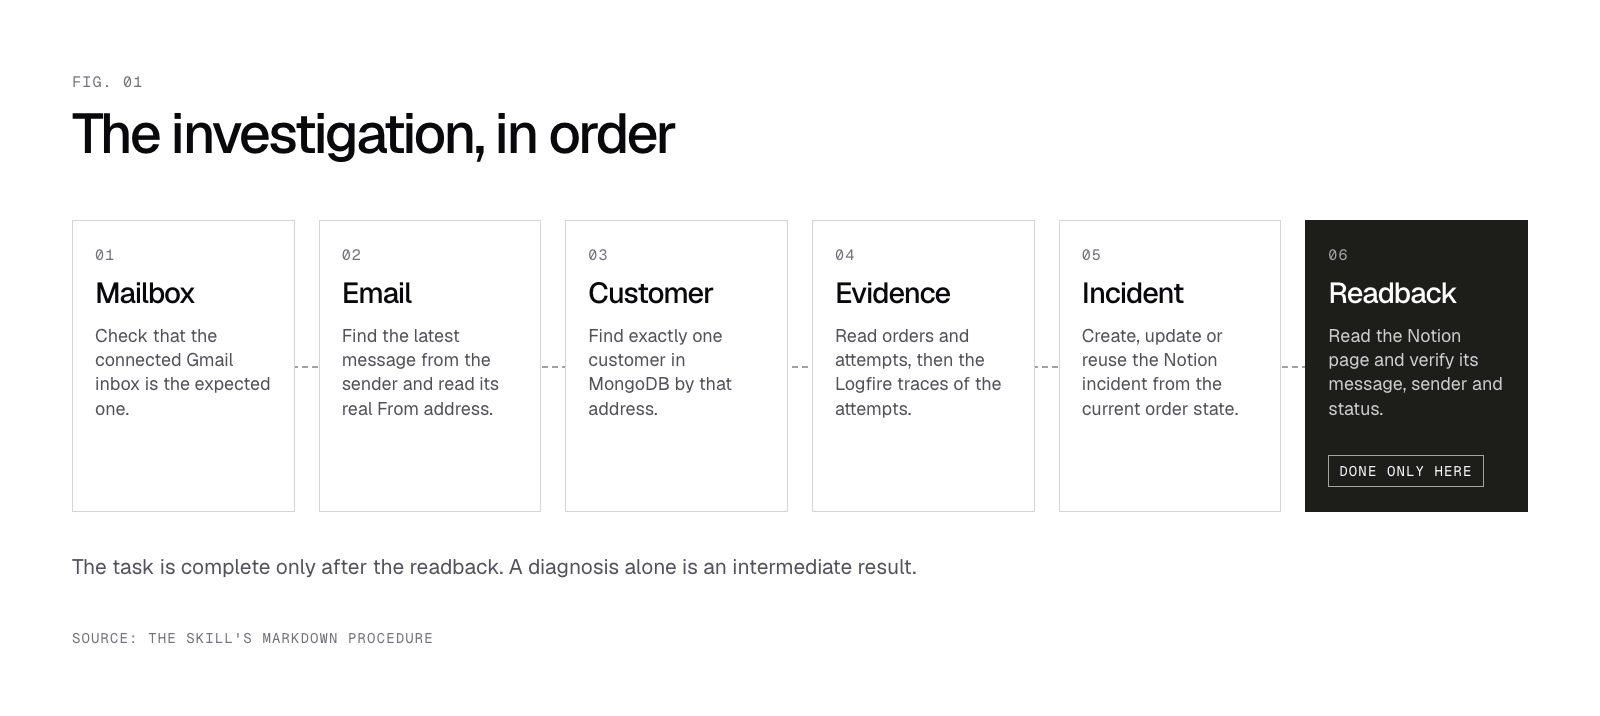 FIG. 01
The investigation, in order
01
Mailbox
Check that the
connected Gmail
inbox is the expected
one.
02
Email
Find the latest
message from the
sender and read its
real From address.
03
Customer
Find exactly one
customer in
MongoDB by that
address.
04
Evidence
Read orders and
attempts, then the
Logfire traces of the
attempts.
05
Incident
Create, update or
reuse the Notion
incident from the
current order state.
06
Readback
Read the Notion
page and verify its
message, sender and
status.
DONE ONLY HERE
The task is complete only after the readback. A diagnosis alone is an intermediate result.
SOURCE: THE SKILL'S MARKDOWN PROCEDURE